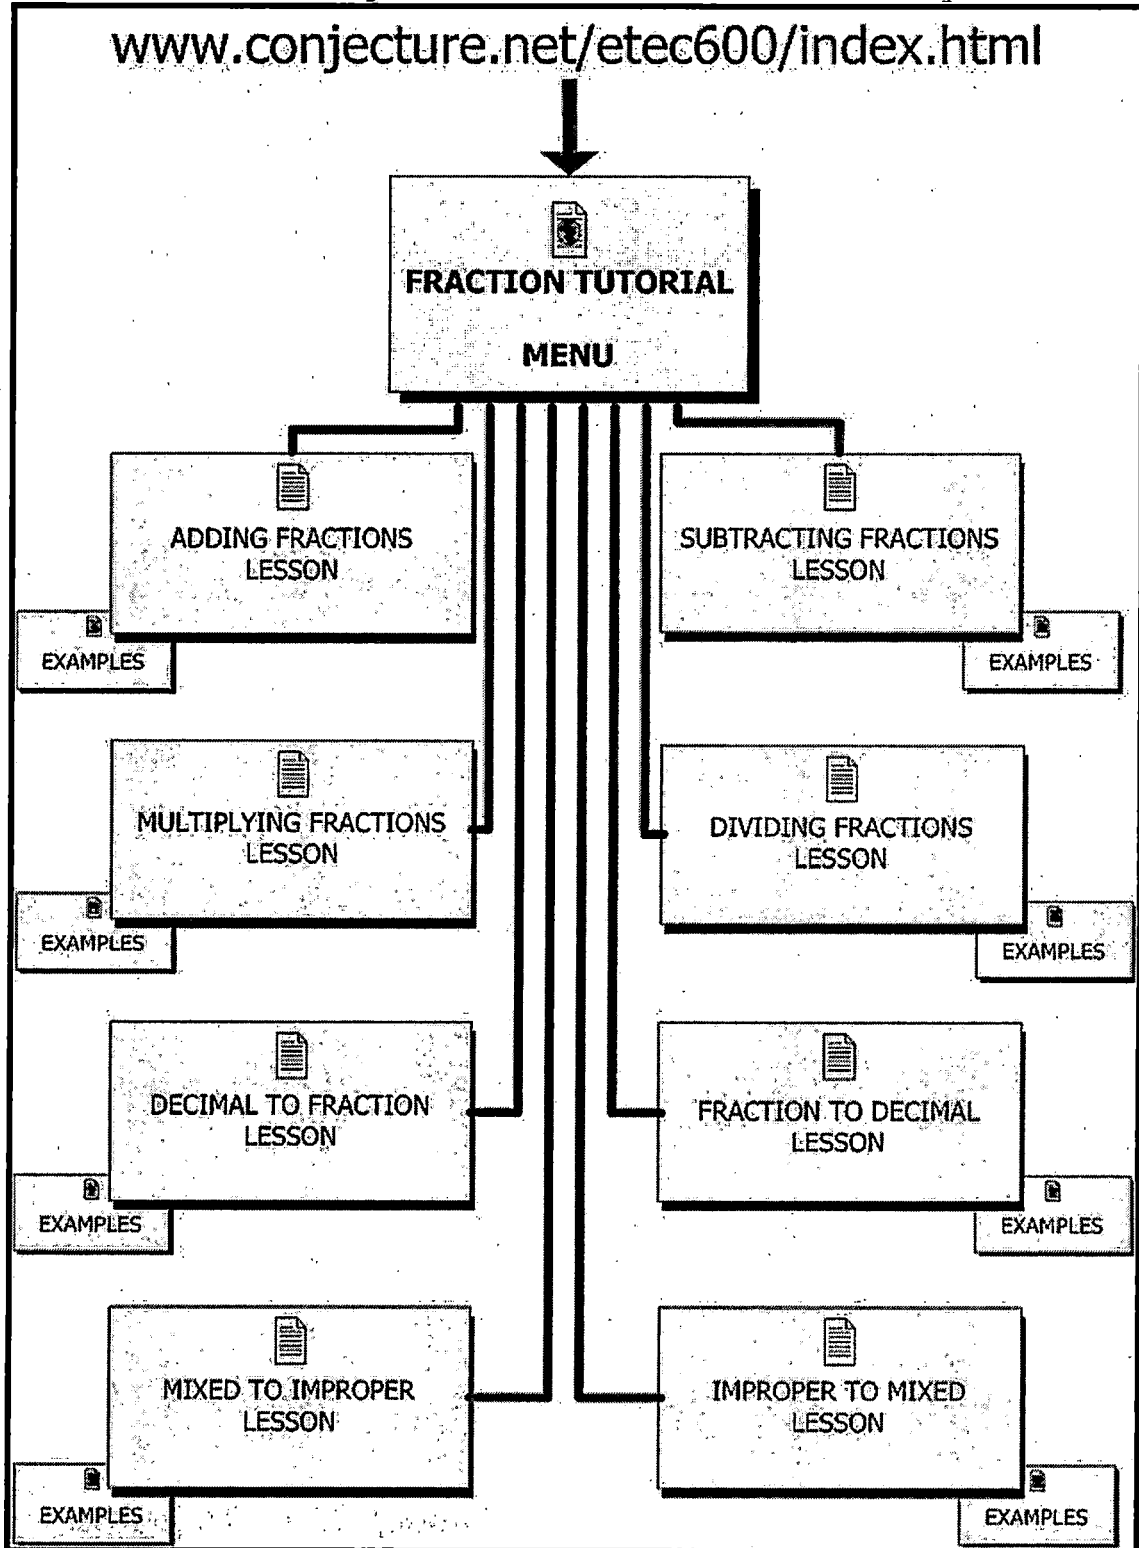 www.conjecture.net/etec600/index.html
FRACTION TUTORIAL
MENU
ADDING FRACTIONS
LESSON
EXAMPLES
SUBTRACTING FRACTIONS
LESSON
EXAMPLES
MULTIPLYING FRACTIONS
LESSON
EXAMPLES
DIVIDING FRACTIONS
LESSON
EXAMPLES
DECIMAL TO FRACTION
LESSON
EXAMPLES
FRACTION TO DECIMAL
LESSON
EXAMPLES
MIXED TO IMPROPER
LESSON
EXAMPLES
IMPROPER TO MIXED
LESSON
EXAMPLES